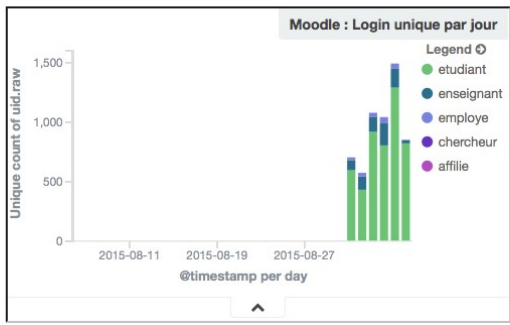 Moodle : Login unique par jour
Legend
etudiant
enseignant
employe
chercheur
affilie
Unique count of uid.raw
1,500
1,000
500
0
2015-08-11 2015-08-19 2015-08-27
@timestamp per day